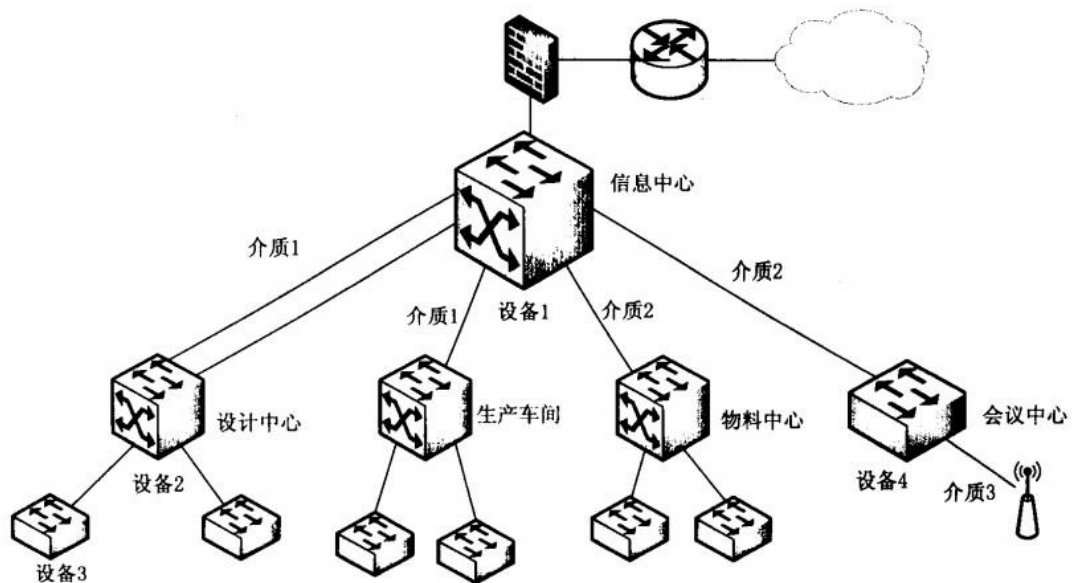 信息中心
介质1
介质2
设备1
介质1
介质2
设计中心
生产车间
物料中心
会议中心
设备2
设备4
介质3
设备3